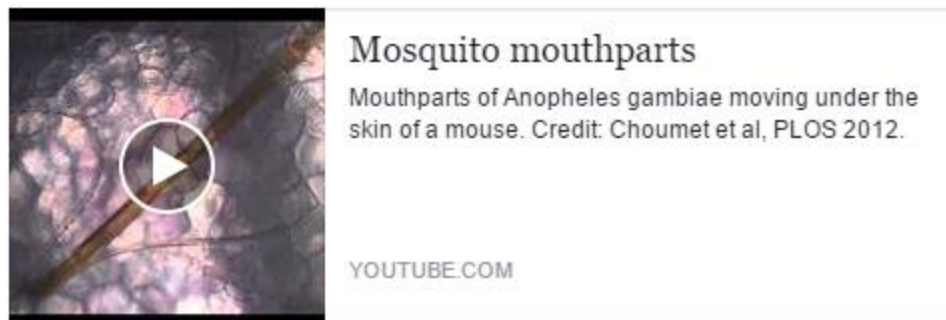 Mosquito mouthparts
Mouthparts of Anopheles gambiae moving under the
skin of a mouse. Credit: Choumet et al, PLOS 2012.
YOUTUBE.COM